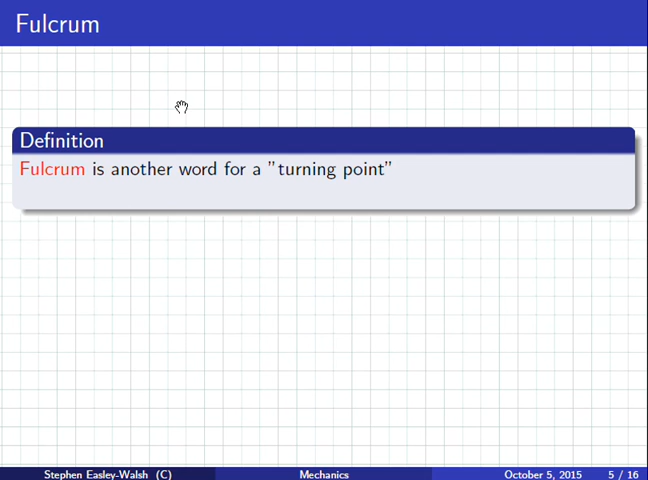 Fulcrum
Definition
Fulcrum is another word for a ”turning point”
Stephen Easley-Walsh (C) Mechanics October 5, 2015 5 / 16